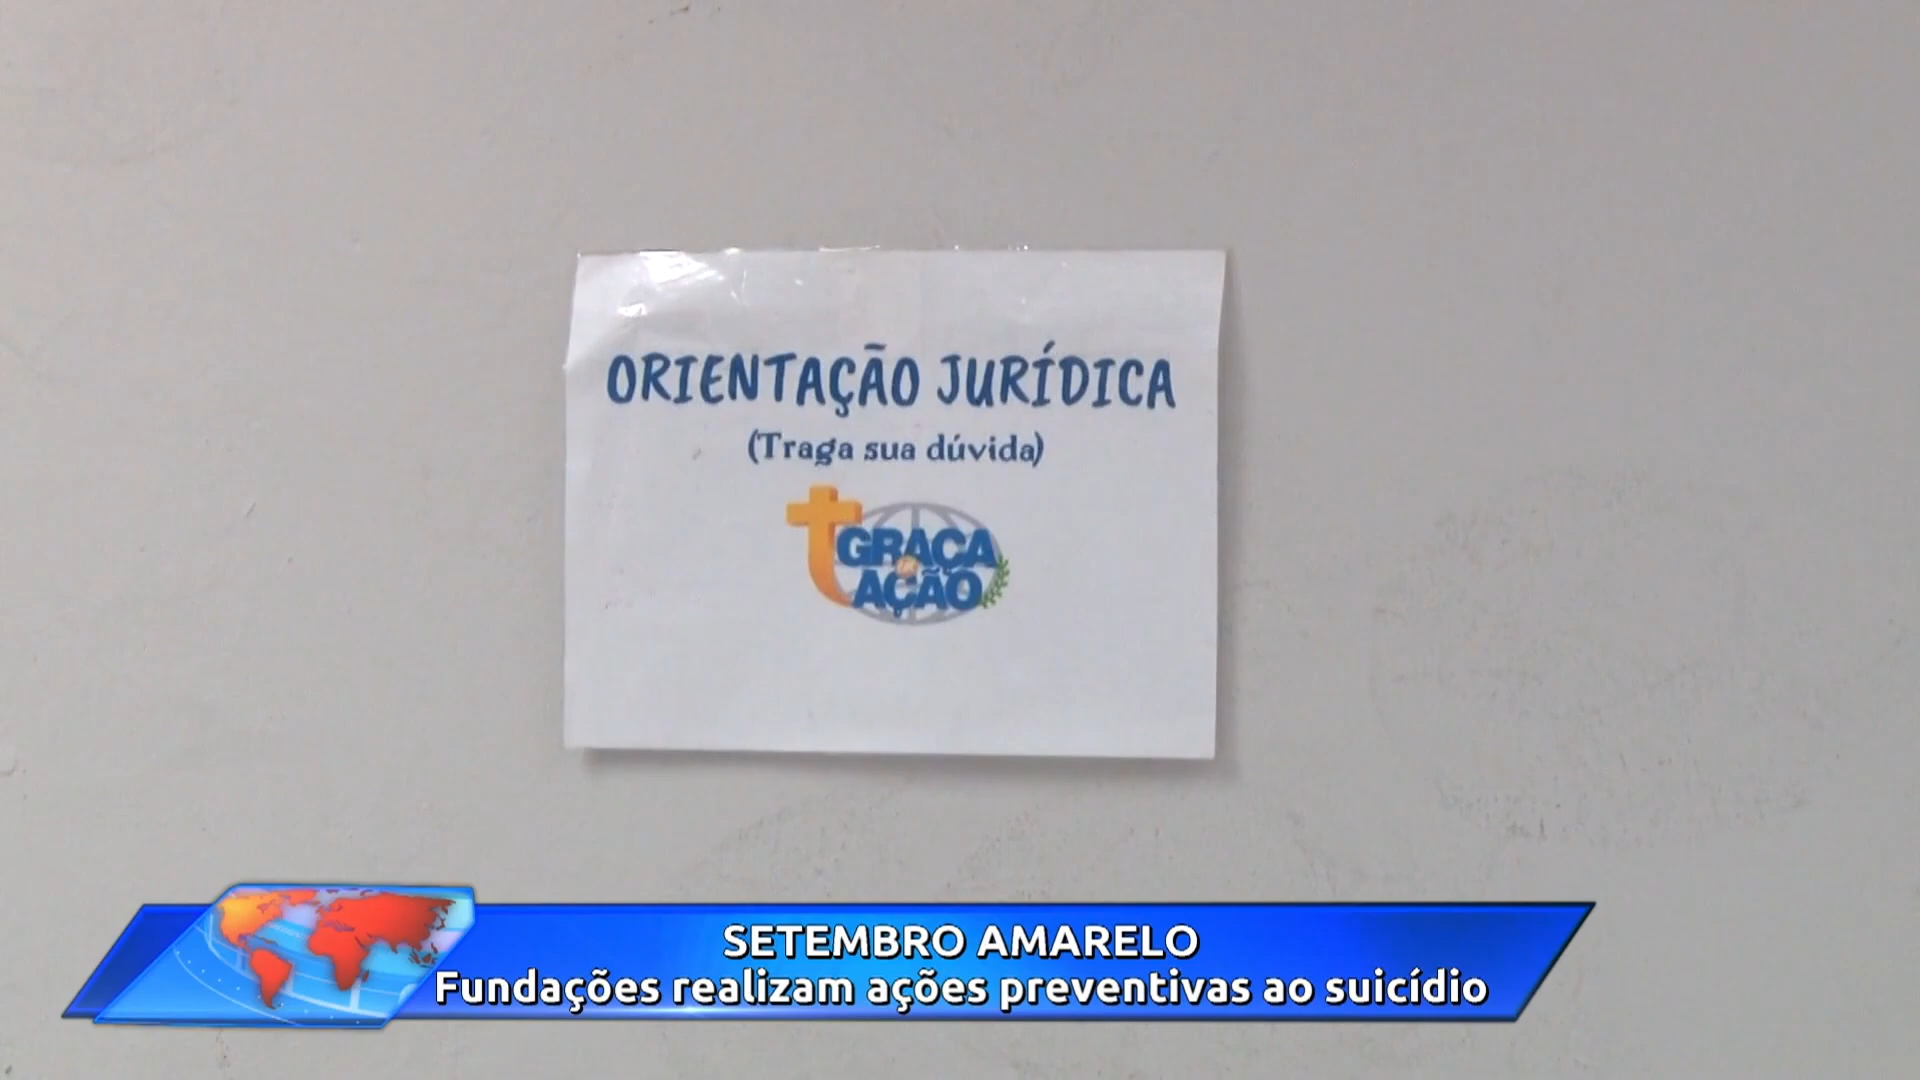 ORIENTAÇÃO JURÍDICA
(Traga sua dúvida)
GRAÇA
AÇÃO
SETEMBRO AMARELO
Fundações realizam ações preventivas ao suicídio